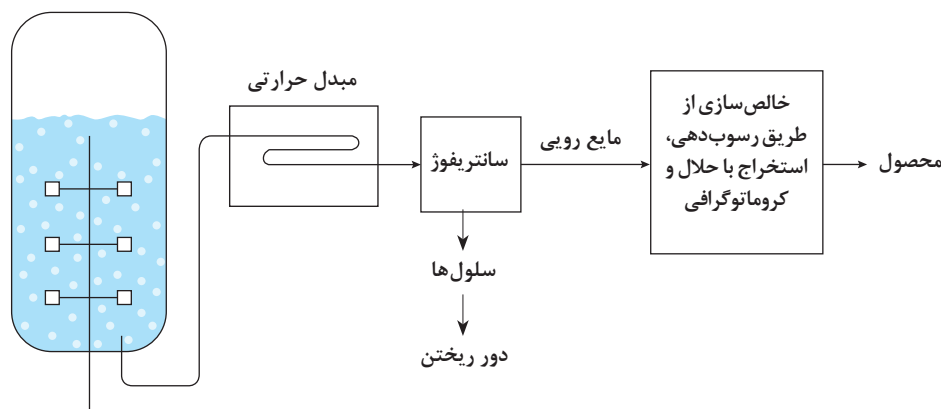 مبدل حرارتی
سانتریفوژ
مایع رویی
خالص‌سازی از
طریق رسوب‌دهی،
استخراج با حلال و
کروماتوگرافی
محصول
سلول‌ها
دور ریختن